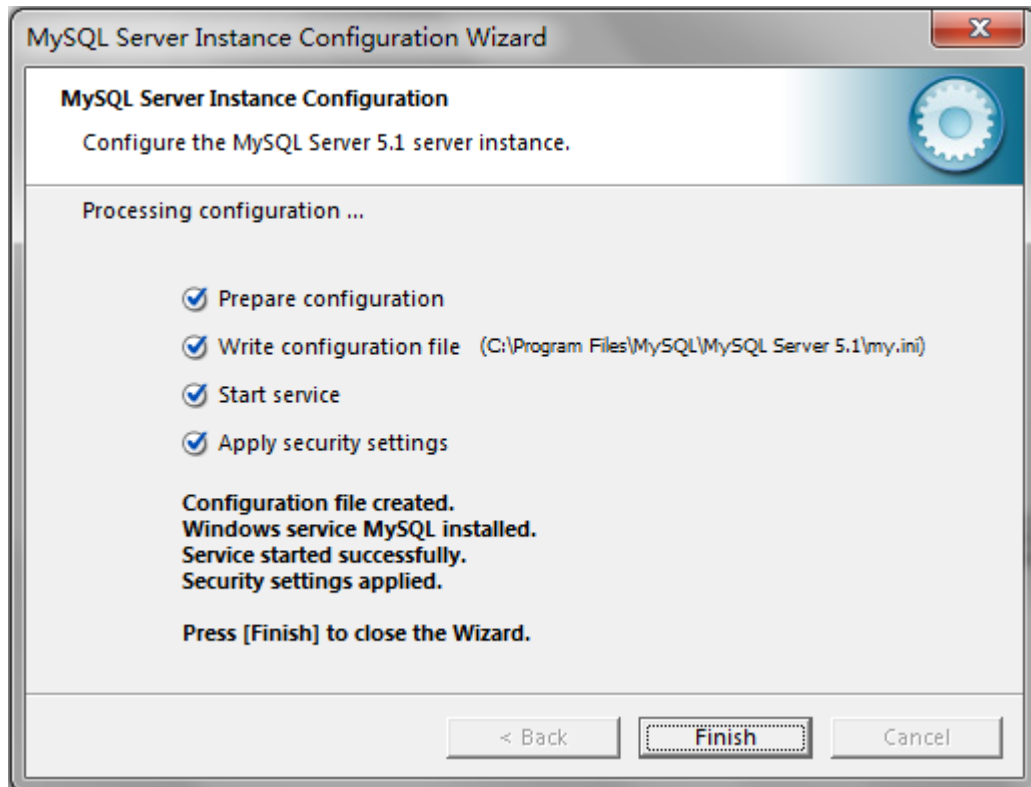 MySQL Server Instance Configuration Wizard
MySQL Server Instance Configuration
Configure the MySQL Server 5.1 server instance.
Processing configuration ...
Prepare configuration
Write configuration file (C:\Program Files\MySQL\MySQL Server 5.1\my.ini)
Start service
Apply security settings
Configuration file created.
Windows service MySQL installed.
Service started successfully.
Security settings applied.
Press [Finish] to close the Wizard.
< Back Finish Cancel